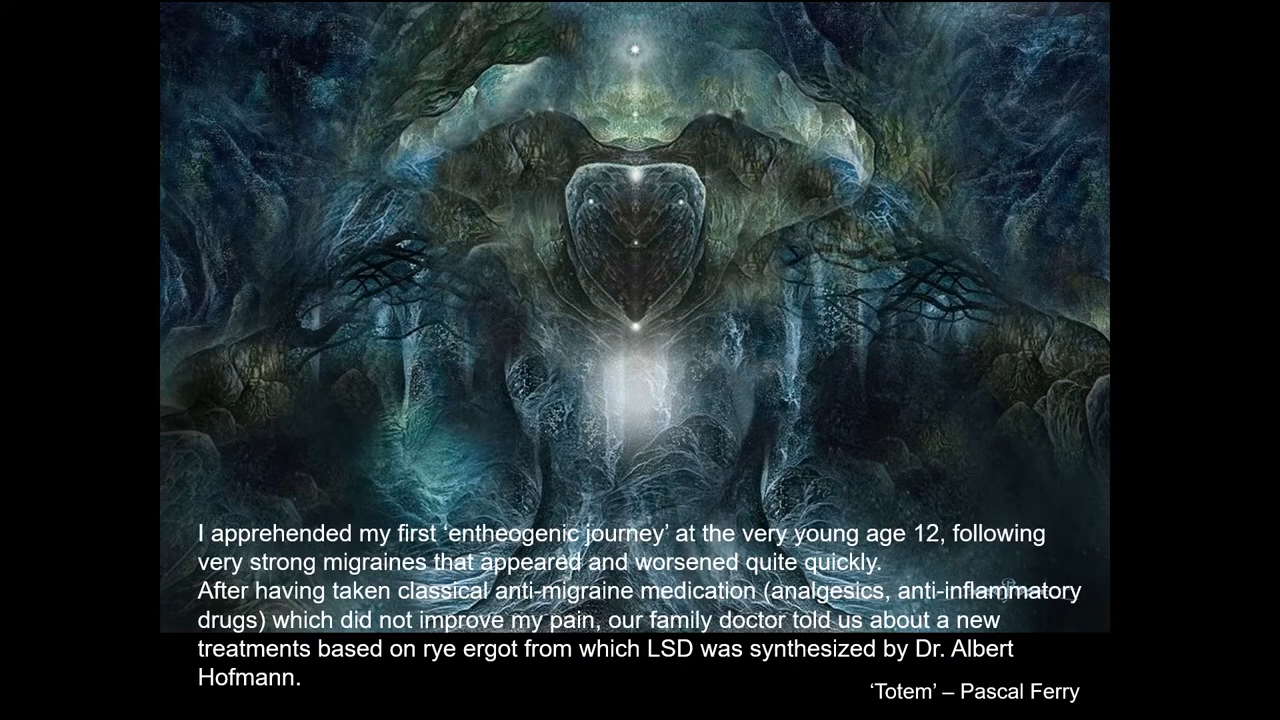 I apprehended my first ‘entheogenic journey’ at the very young age 12, following
very strong migraines that appeared and worsened quite quickly.
After having taken classical anti-migraine medication (analgesics, anti-inflammatory
drugs) which did not improve my pain, our family doctor told us about a new
treatments based on rye ergot from which LSD was synthesized by Dr. Albert
Hofmann.
‘Totem’ – Pascal Ferry